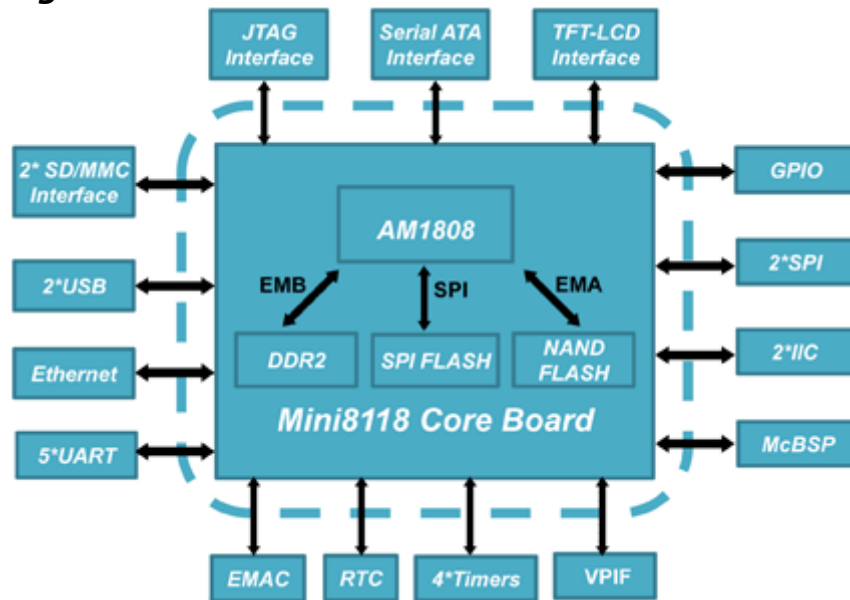 JTAG
Interface
Serial ATA
Interface
TFT-LCD
Interface
2* SD/MMC
Interface
GPIO
AM1808
2*SPI
EMB
SPI
EMA
2*USB
DDR2
SPI FLASH
NAND
FLASH
2*IIC
Ethernet
Mini8118 Core Board
5*UART
McBSP
EMAC
RTC
4*Timers
VPIF